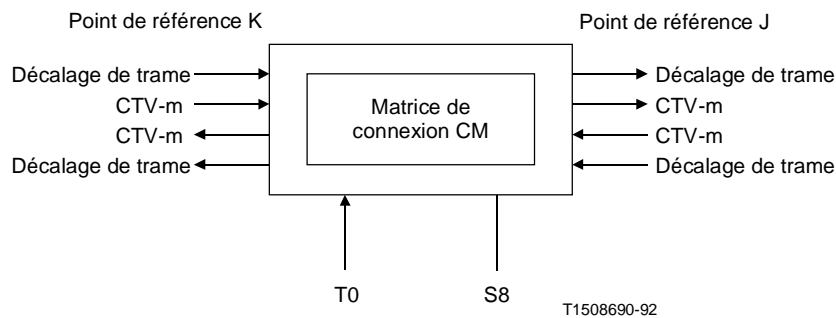 Point de référence K
Point de référence J
Décalage de trame
CTV-m
CTV-m
Décalage de trame
Matrice de
connexion CM
Décalage de trame
CTV-m
CTV-m
Décalage de trame
T0
S8
T1508690-92